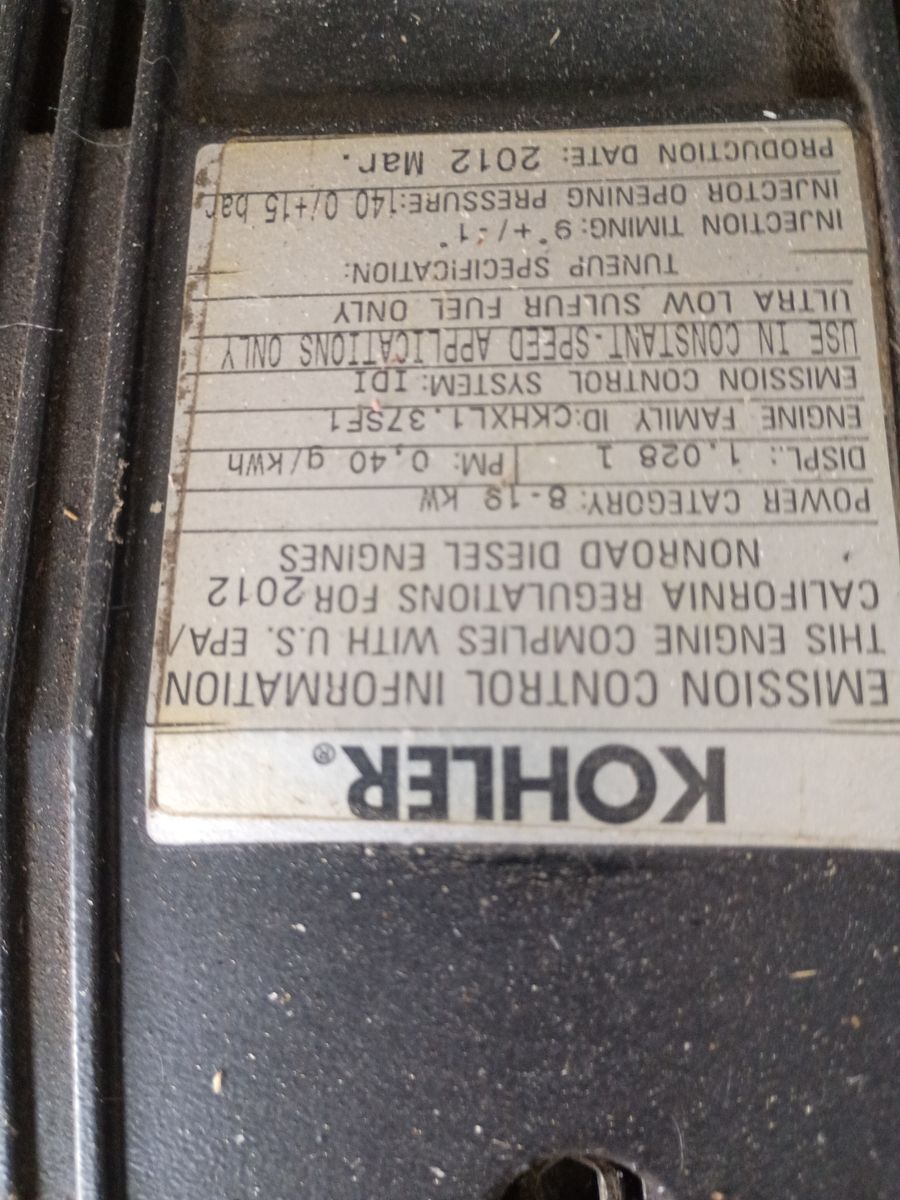 KOHLER®
EMISSION CONTROL INFORMATION
THIS ENGINE COMPLIES WITH U.S. EPA/
CALIFORNIA REGULATIONS FOR 2012
NONROAD DIESEL ENGINES
POWER CATEGORY: 8-19 kW
DISPL.: 1.028 l PM: 0,40 g/kWh
ENGINE FAMILY ID:CKHXL1.37SF1
EMISSION CONTROL SYSTEM: IDI
USE IN CONSTANT-SPEED APPLICATIONS ONLY
ULTRA LOW SULFUR FUEL ONLY
TUNEUP SPECIFICATION:
INJECTION TIMING: 9°+/-1°
INJECTOR OPENING PRESSURE:140 0/+15 bar
PRODUCTION DATE: 2012 Mar.